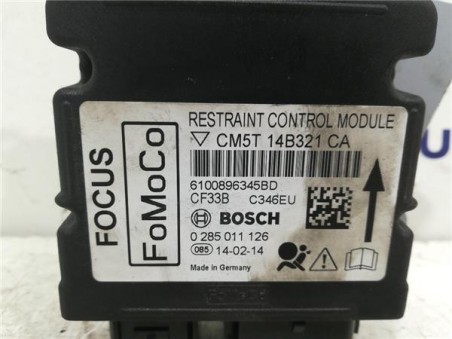 FOCUS
FoMoCo
RESTRAINT CONTROL MODULE
CM5T 14B321 CA
6100896345BD
CF33B C346EU
BOSCH
0 285 011 126
085 14-02-14
Made in Germany